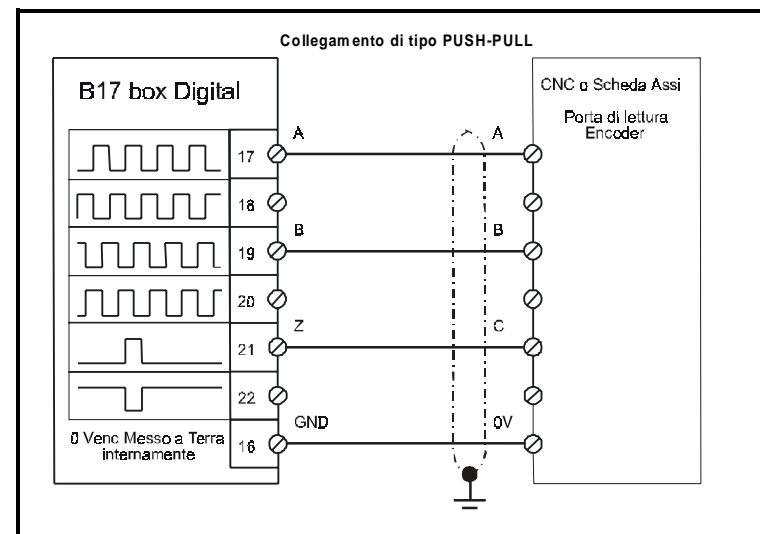 Collegamento di tipo PUSH-PULL
B17 box Digital
CNC o Scheda Assi
Porta di lettura
Encoder
A
A
17
18
B
B
19
20
Z
C
21
22
GND
0V
0 Venc Messo a Terra
internamente
16